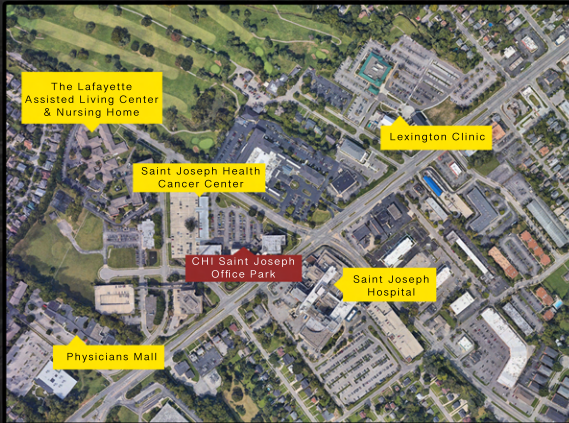 The Lafayette
Assisted Living Center
& Nursing Home
Lexington Clinic
Saint Joseph Health
Cancer Center
CHI Saint Joseph
Office Park
Saint Joseph
Hospital
Physicians Mall